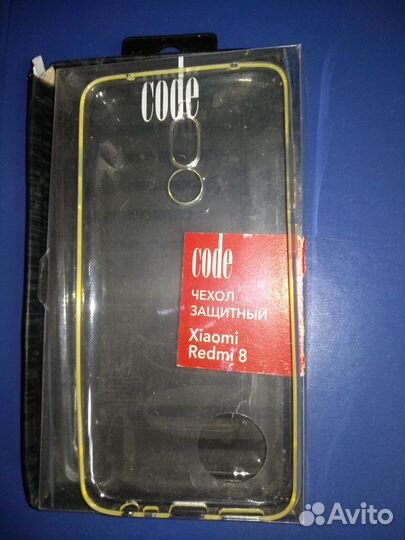 code
code
ЧЕХОЛ
ЗАЩИТНЫЙ
Xiaomi
Redmi 8
Avito